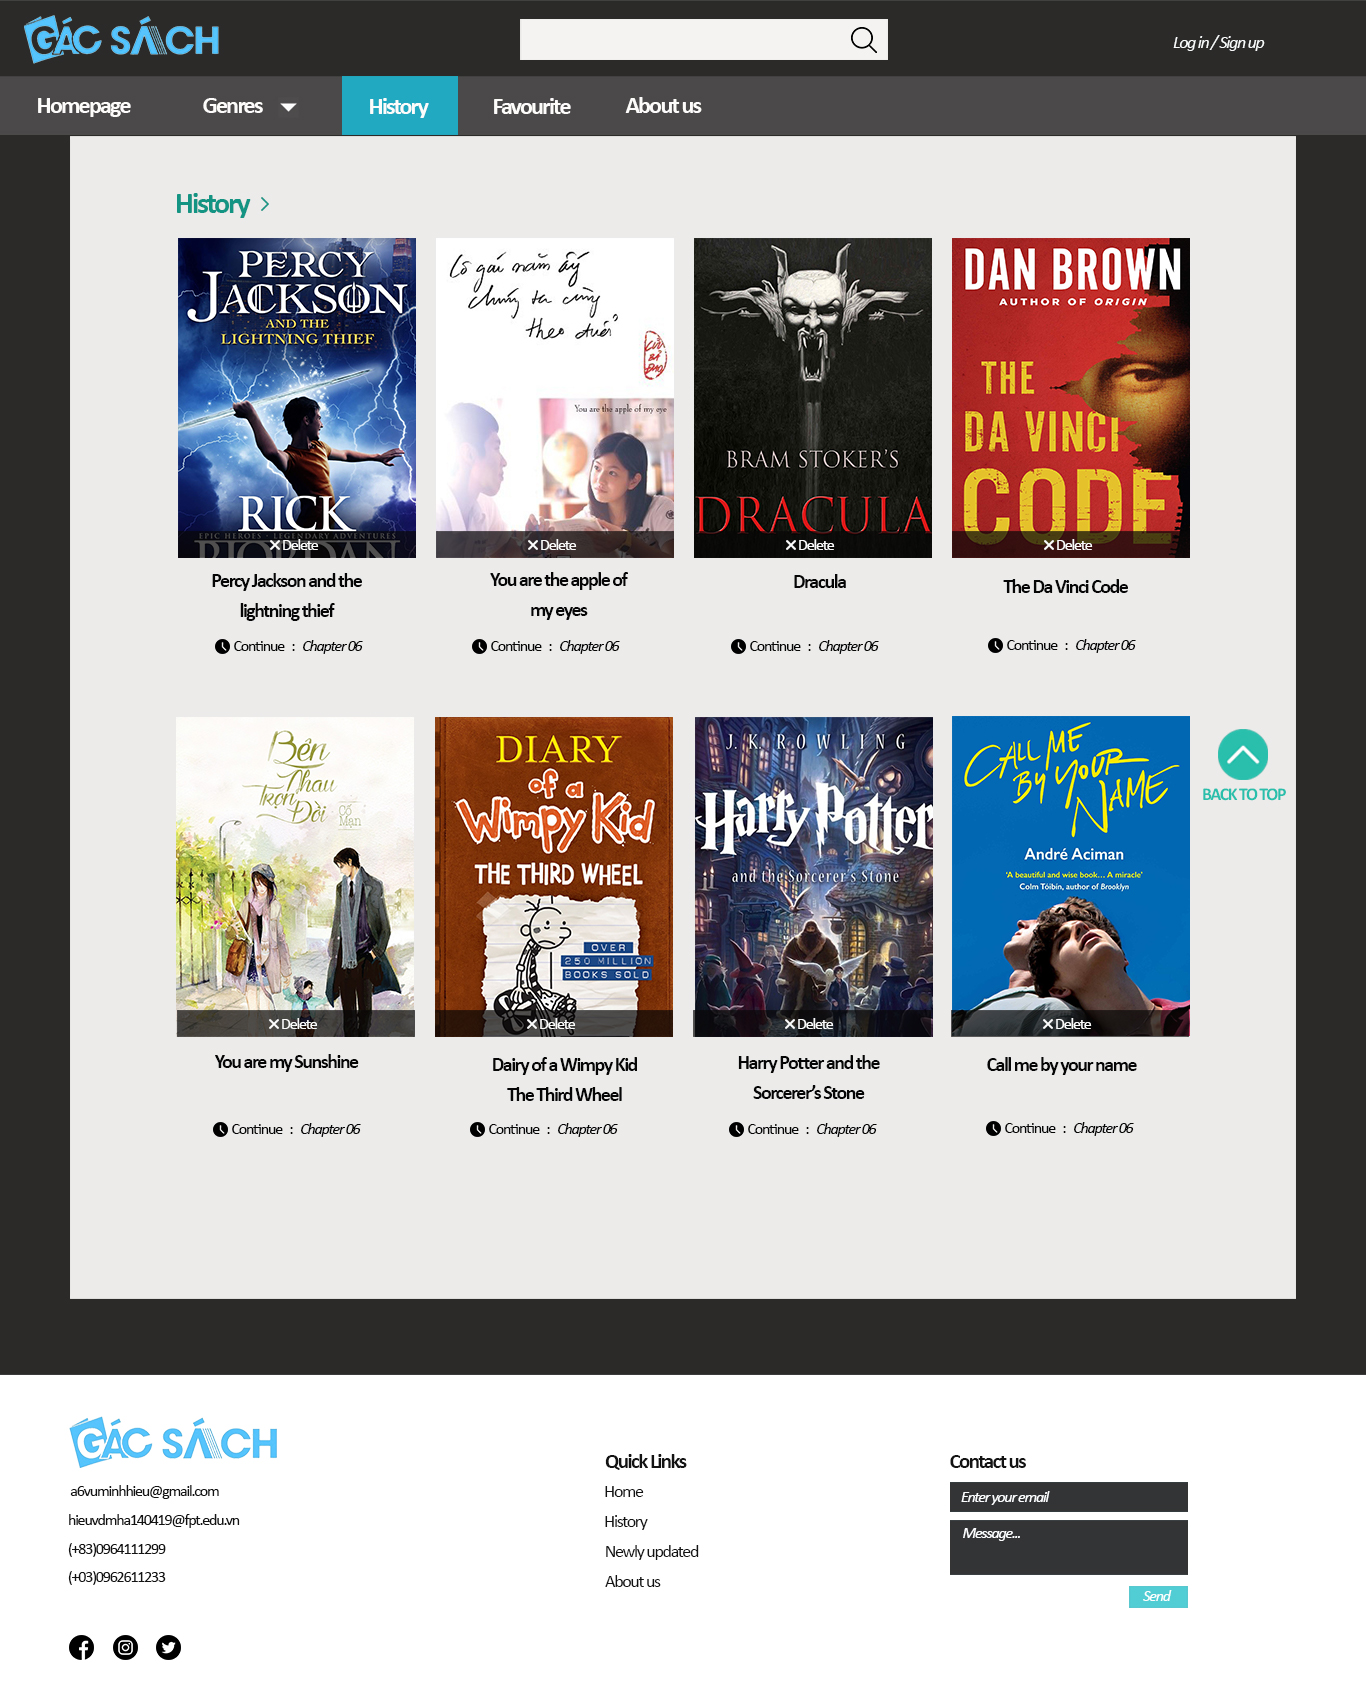 GÁC SÁCH
Log in / Sign up
Homepage
Genres
History
Favourite
About us
History
PERCY
JACKSON
AND THE
LIGHTNING THIEF
RICK
EPIC HEROES · LEGENDARY ADVENTURES
RIORDAN
Delete
Cô gái năm ấy
chúng ta cùng
theo đuổi
CỬU
BẢ
ĐAO
You are the apple of my eye
Delete
BRAM STOKER'S
DRACULA
Delete
DAN BROWN
AUTHOR OF ORIGIN
THE
DA VINCI
CODE
Delete
Percy Jackson and the
lightning thief
You are the apple of
my eyes
Dracula
The Da Vinci Code
Continue : Chapter 06
Continue : Chapter 06
Continue : Chapter 06
Continue : Chapter 06
Bên
Nhau
Trọn
Đời
Cố
Mạn
Delete
DIARY
of a
Wimpy Kid
THE THIRD WHEEL
OVER
250 MILLION
BOOKS SOLD
Delete
J. K. ROWLING
Harry Potter
and the Sorcerer's Stone
Delete
CALL ME
BY YOUR
NAME
André Aciman
'A beautiful and wise book... A miracle'
Colm Tóibín, author of Brooklyn
Delete
BACK TO TOP
You are my Sunshine
Dairy of a Wimpy Kid
The Third Wheel
Harry Potter and the
Sorcerer's Stone
Call me by your name
Continue : Chapter 06
Continue : Chapter 06
Continue : Chapter 06
Continue : Chapter 06
GÁC SÁCH
a6vuminhhieu@gmail.com
hieuvdmha140419@fpt.edu.vn
(+83)0964111299
(+03)0962611233
Quick Links
Home
History
Newly updated
About us
Contact us
Enter your email
Message...
Send